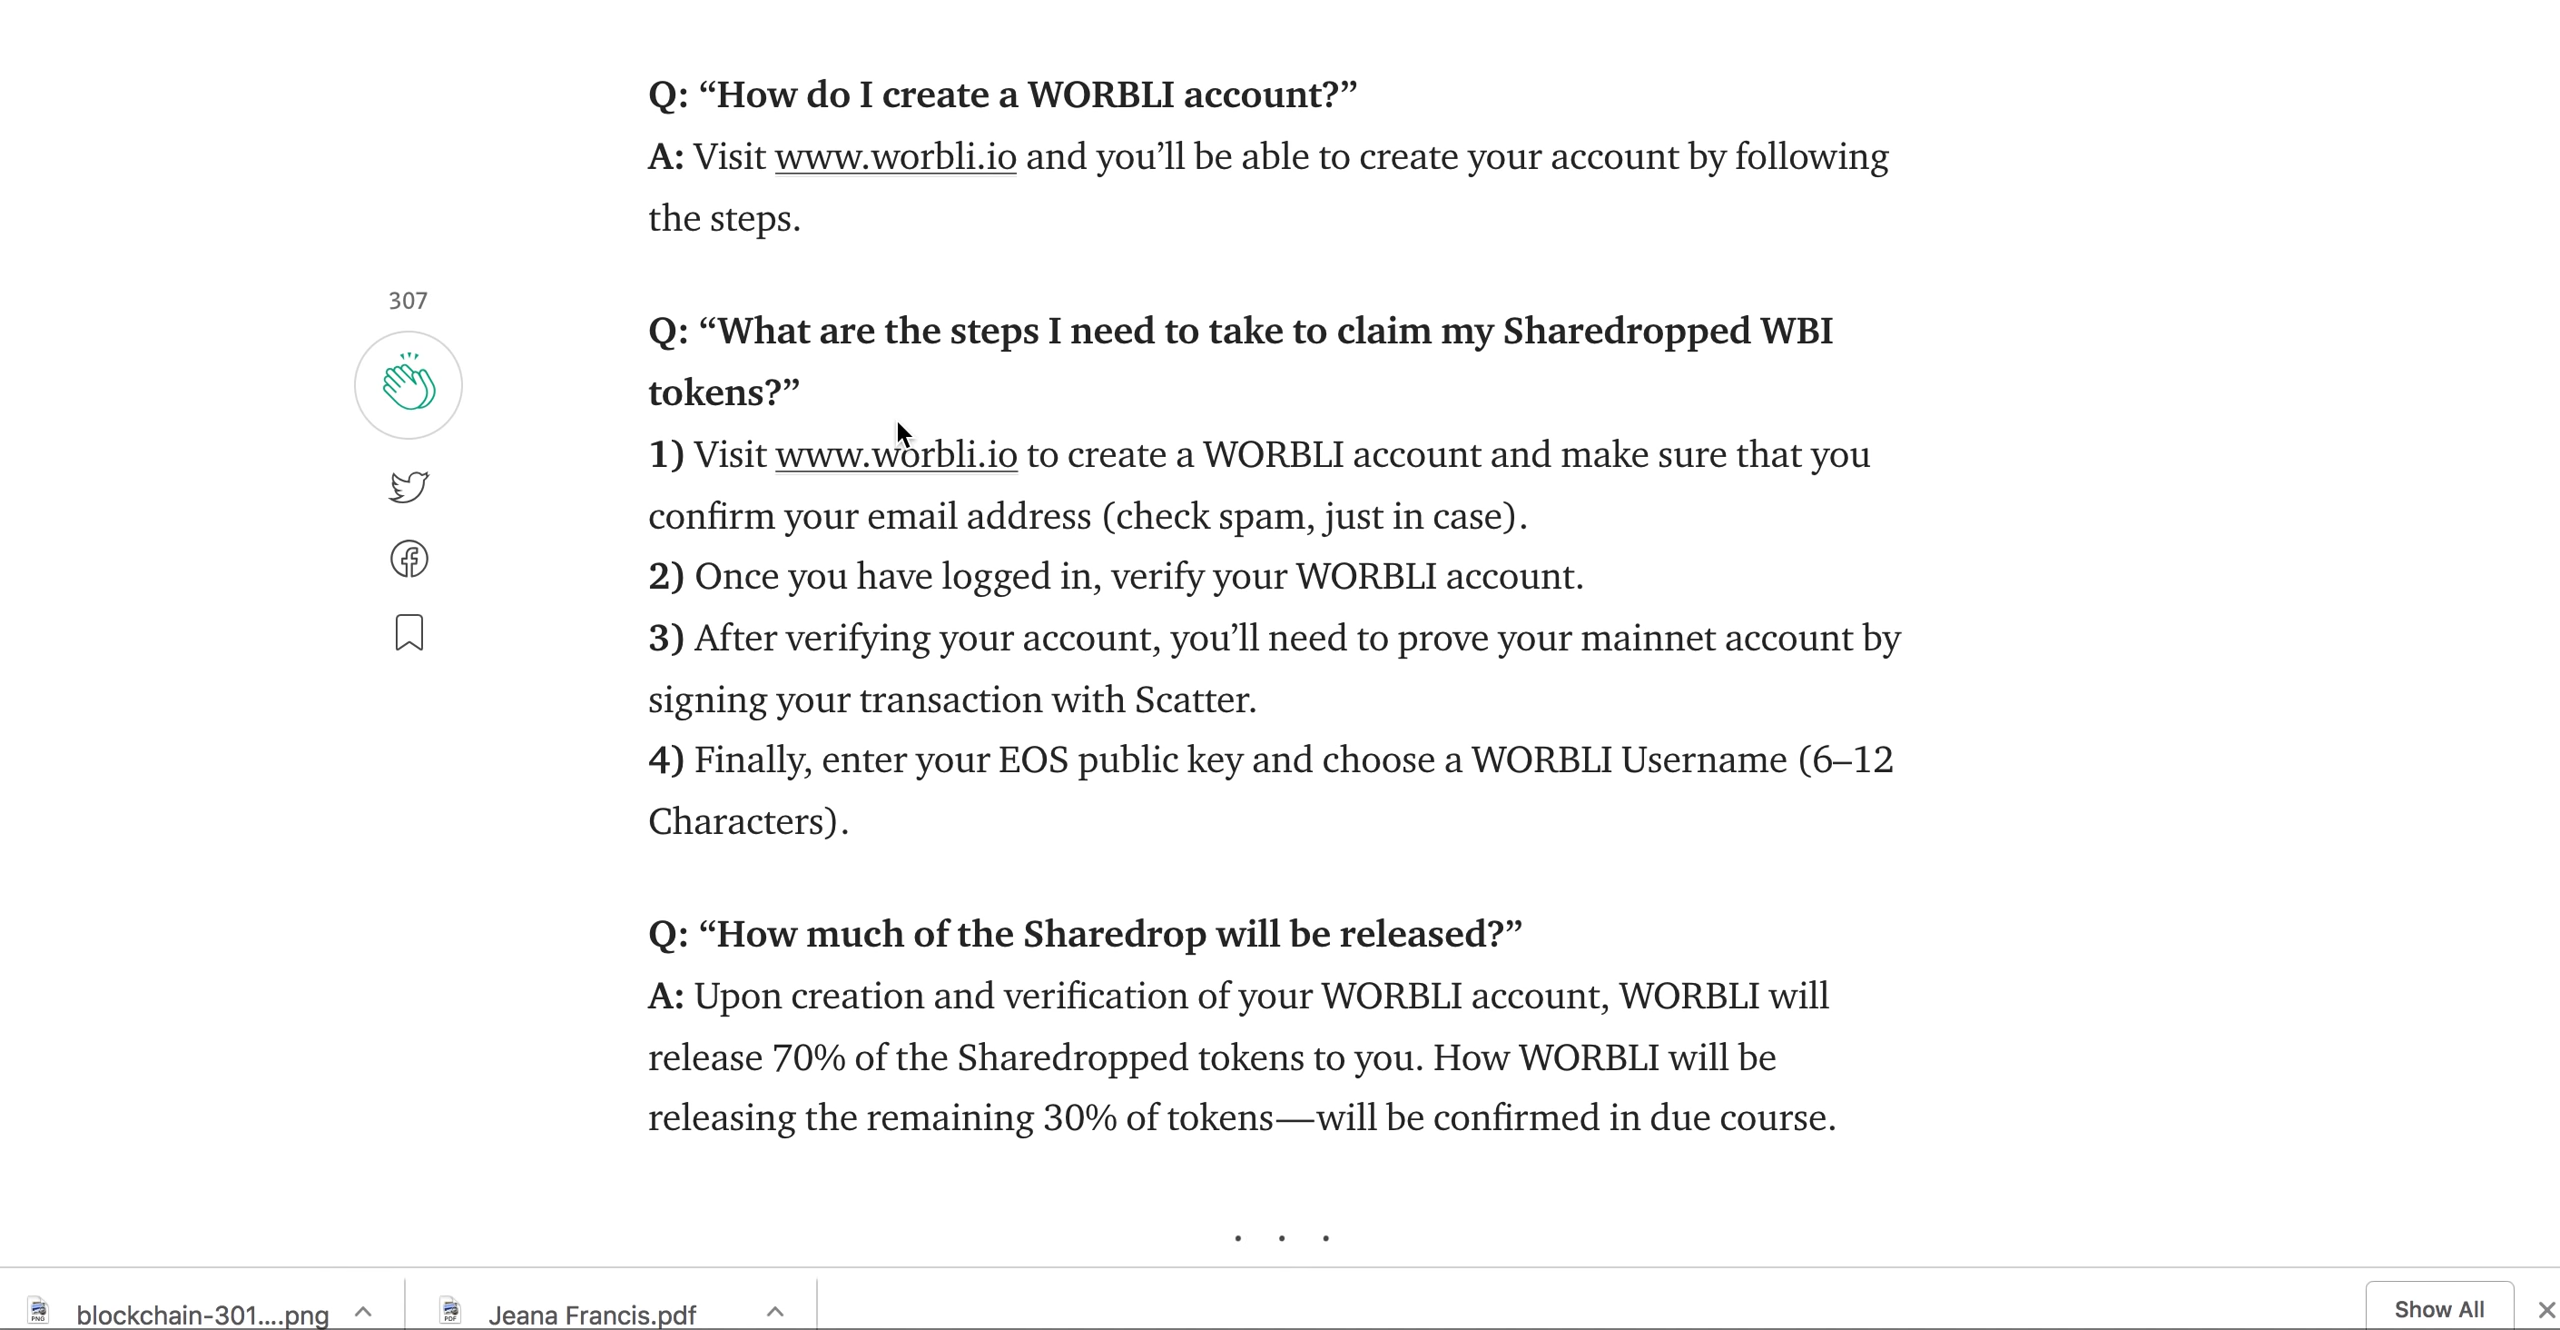 Q: “How do I create a WORBLI account?”
A: Visit www.worbli.io and you’ll be able to create your account by following
the steps.
307
Q: “What are the steps I need to take to claim my Sharedropped WBI
tokens?”
1) Visit www.worbli.io to create a WORBLI account and make sure that you
confirm your email address (check spam, just in case).
2) Once you have logged in, verify your WORBLI account.
3) After verifying your account, you’ll need to prove your mainnet account by
signing your transaction with Scatter.
4) Finally, enter your EOS public key and choose a WORBLI Username (6–12
Characters).
Q: “How much of the Sharedrop will be released?”
A: Upon creation and verification of your WORBLI account, WORBLI will
release 70% of the Sharedropped tokens to you. How WORBLI will be
releasing the remaining 30% of tokens—will be confirmed in due course.
. . .
blockchain-301....png
Jeana Francis.pdf
Show All